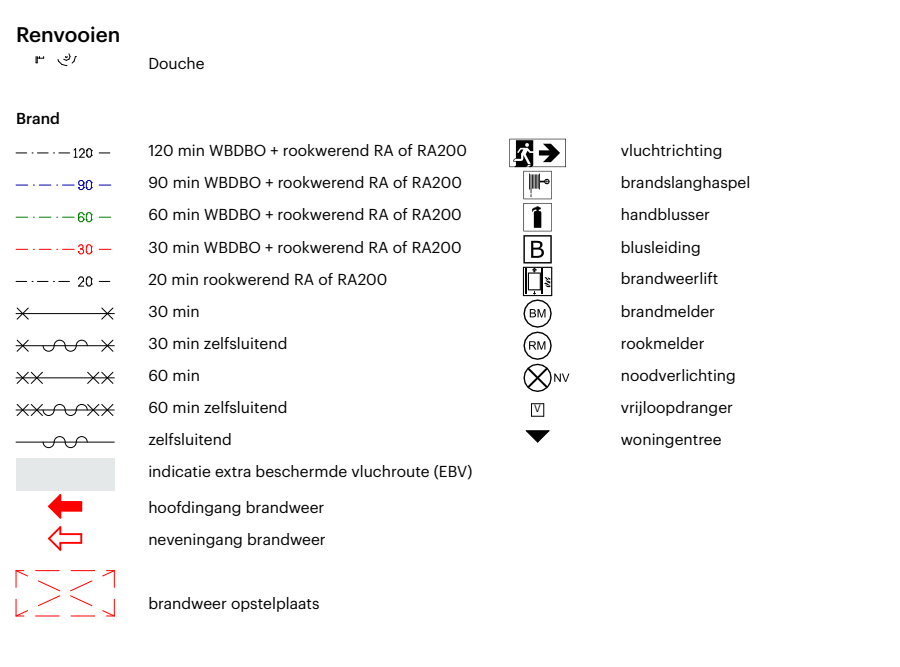 Renvooien
Douche
Brand
120 120 min WBDBO + rookwerend RA of RA200
90 90 min WBDBO + rookwerend RA of RA200
60 60 min WBDBO + rookwerend RA of RA200
30 30 min WBDBO + rookwerend RA of RA200
20 20 min rookwerend RA of RA200
30 min
30 min zelfsluitend
60 min
60 min zelfsluitend
zelfsluitend
indicatie extra beschermde vluchroute (EBV)
hoofdingang brandweer
neveningang brandweer
brandweer opstelplaats
vluchtrichting
brandslanghaspel
handblusser
B blusleiding
brandweerlift
BM brandmelder
RM rookmelder
NV noodverlichting
V vrijloopdranger
woningentree